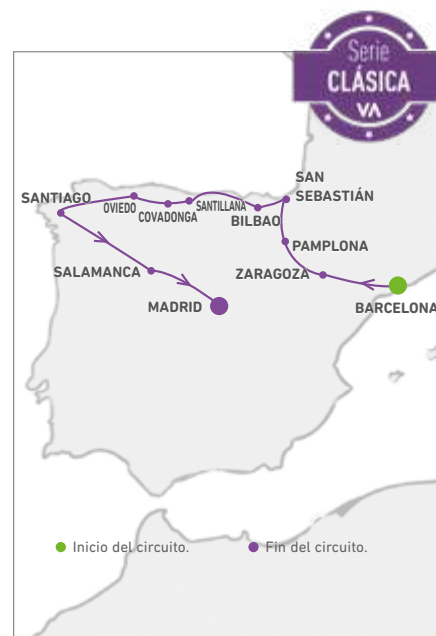 Serie
CLÁSICA
VA
SAN
SEBASTIÁN
SANTIAGO
OVIEDO
COVADONGA
SANTILLANA
BILBAO
PAMPLONA
SALAMANCA
ZARAGOZA
MADRID
BARCELONA
Inicio del circuito.
Fin del circuito.